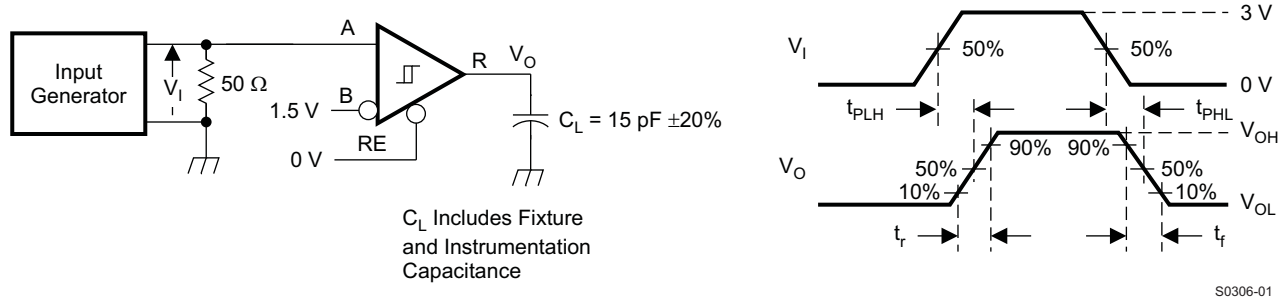 Input
Generator
V_I
50 Ω
A
1.5 V
B
0 V
RE
R
V_O
C_L = 15 pF ±20%
C_L Includes Fixture
and Instrumentation
Capacitance
V_I
50%
50%
3 V
0 V
t_PLH
t_PHL
V_O
90%
90%
50%
50%
10%
10%
V_OH
V_OL
t_r
t_f
S0306-01